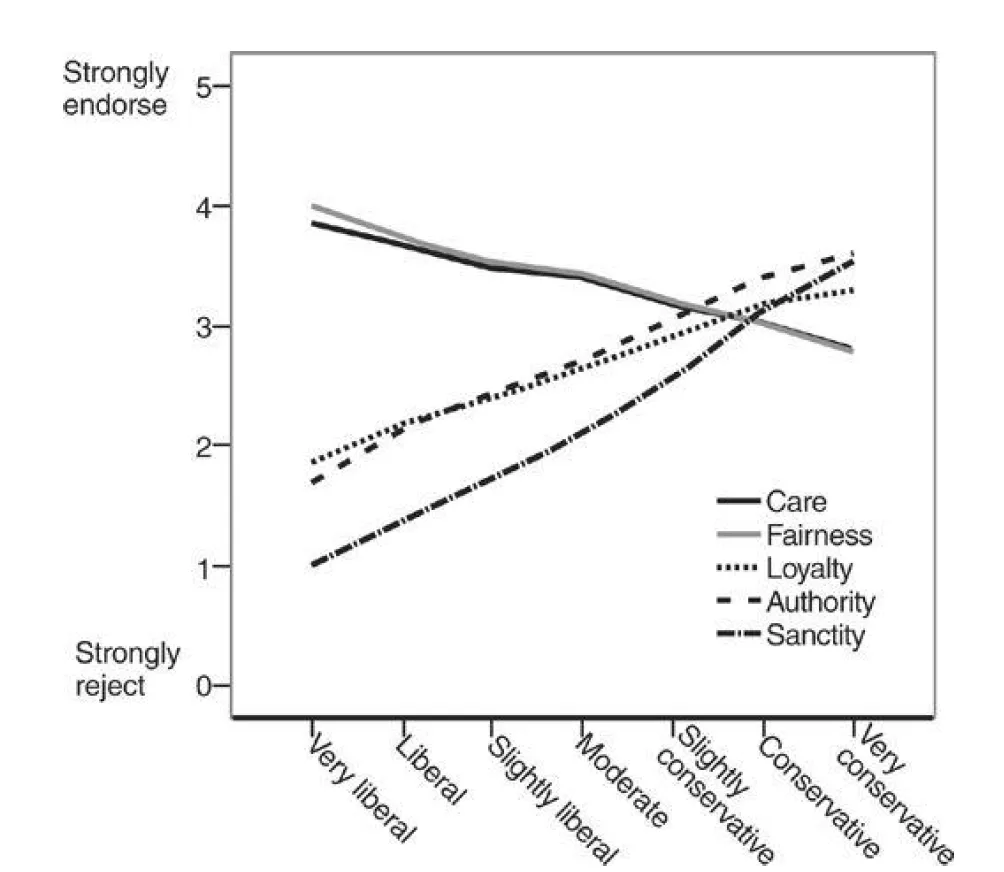 Strongly
endorse
5
4
3
2
1
Strongly
reject
0
Care
Fairness
Loyalty
Authority
Sanctity
Very liberal
Liberal
Slightly liberal
Moderate
Slightly
conservative
Conservative
Very
conservative